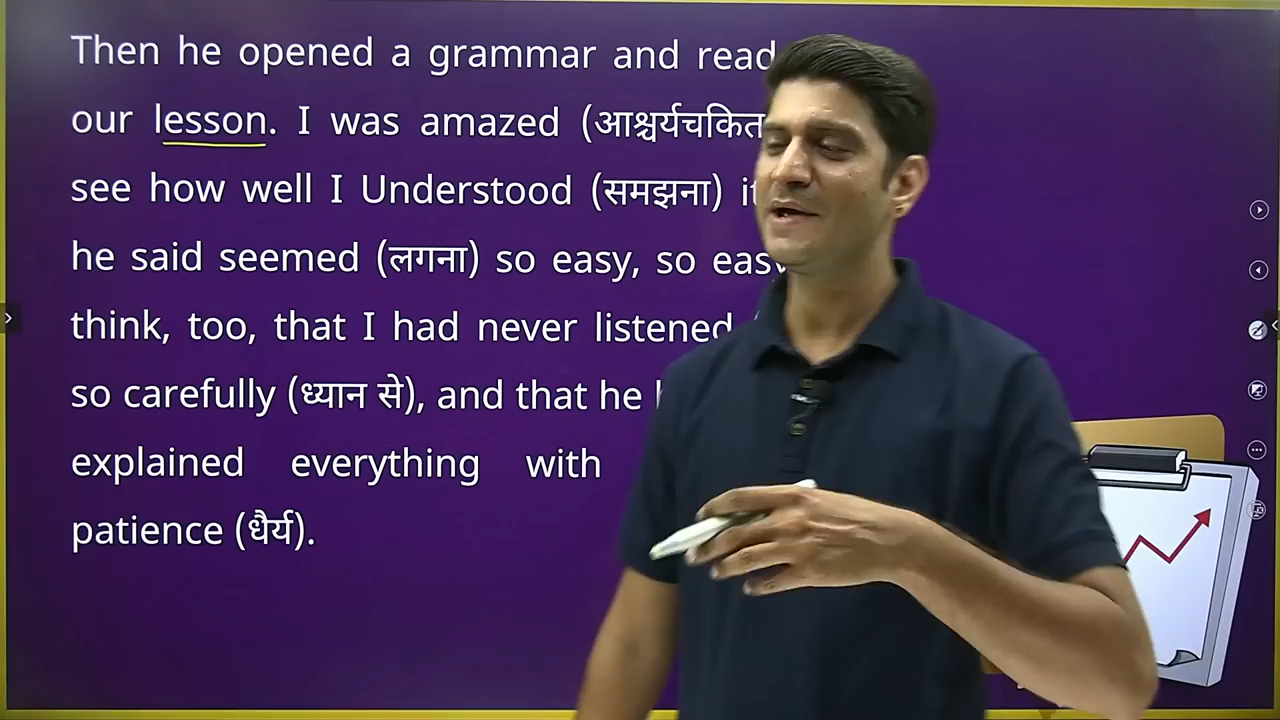 Then he opened a grammar and read
our lesson. I was amazed (आश्चर्यचकित
see how well I Understood (समझना)
he said seemed (लगना) so easy, so easy
think, too, that I had never listened
so carefully (ध्यान से), and that he
explained everything with
patience (धैर्य).